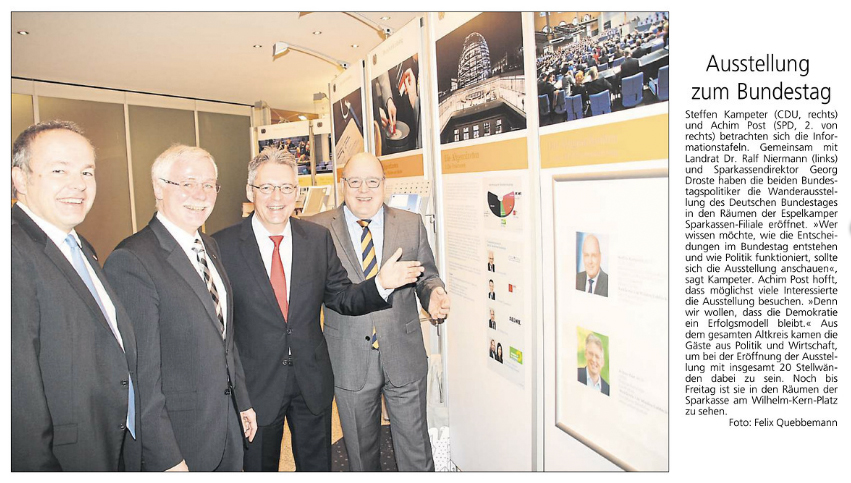 Ausstellung
zum Bundestag
Steffen Kampeter (CDU, rechts)
und Achim Post (SPD, 2. von
rechts) betrachten sich die Infor-
mationstafeln. Gemeinsam mit
Landrat Dr. Ralf Niermann (links)
und Sparkassendirektor Georg
Droste haben die beiden Bundes-
tagspolitiker die Wanderausstel-
lung des Deutschen Bundestages
in den Räumen der Espelkamper
Sparkassen-Filiale eröffnet. »Wer
wissen möchte, wie die Entschei-
dungen im Bundestag entstehen
und wie Politik funktioniert, sollte
sich die Ausstellung anschauen«,
sagt Kampeter. Achim Post hofft,
dass möglichst viele Interessierte
die Ausstellung besuchen. »Denn
wir wollen, dass die Demokratie
ein Erfolgsmodell bleibt.« Aus
dem gesamten Altkreis kamen die
Gäste aus Politik und Wirtschaft,
um bei der Eröffnung der Ausstel-
lung mit insgesamt 20 Stellwän-
den dabei zu sein. Noch bis
Freitag ist sie in den Räumen der
Sparkasse am Wilhelm-Kern-Platz
zu sehen.
Foto: Felix Quebbemann